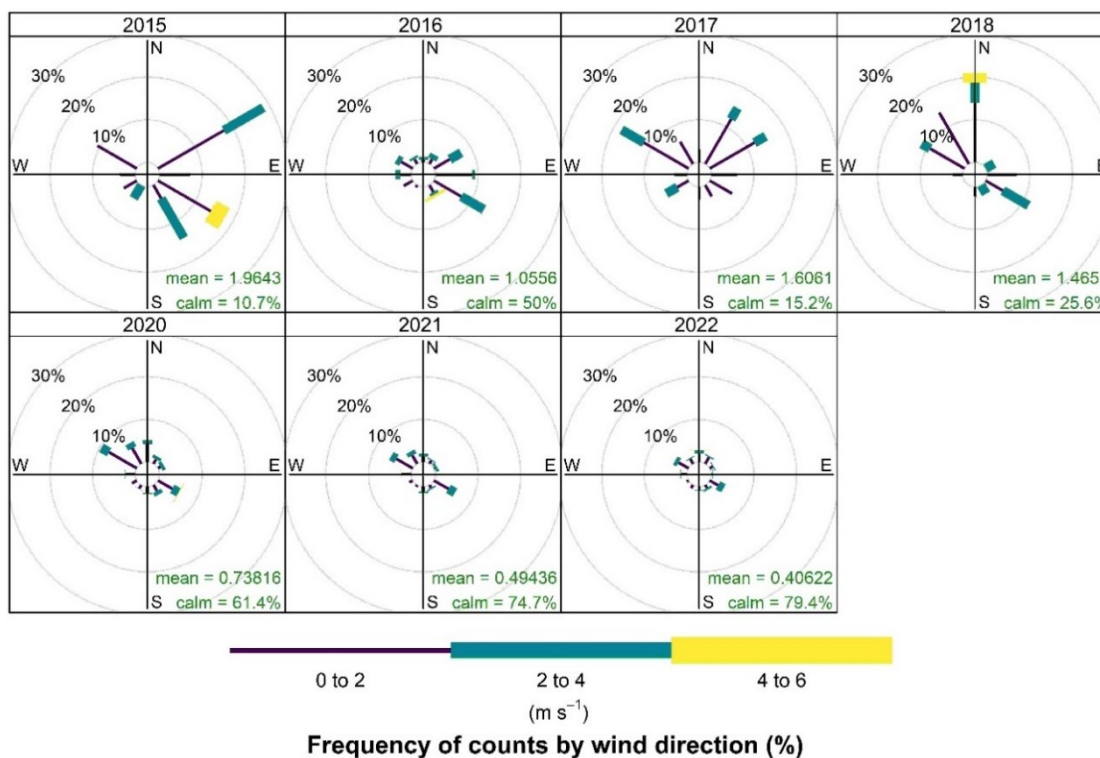 2015 2016 2017 2018
N N N N
30% 30% 30% 30%
20% 20% 20% 20%
10% 10% 10% 10%
W E W E W E W E
mean = 1.9643 mean = 1.0556 mean = 1.6061 mean = 1.465
S calm = 10.7% S calm = 50% S calm = 15.2% S calm = 25.6%
2020 2021 2022
N N N
30% 30% 30%
20% 20% 20%
10% 10% 10%
W E W E W E
mean = 0.73816 mean = 0.49436 mean = 0.40622
S calm = 61.4% S calm = 74.7% S calm = 79.4%
0 to 2 2 to 4 4 to 6
(m s⁻¹)
Frequency of counts by wind direction (%)